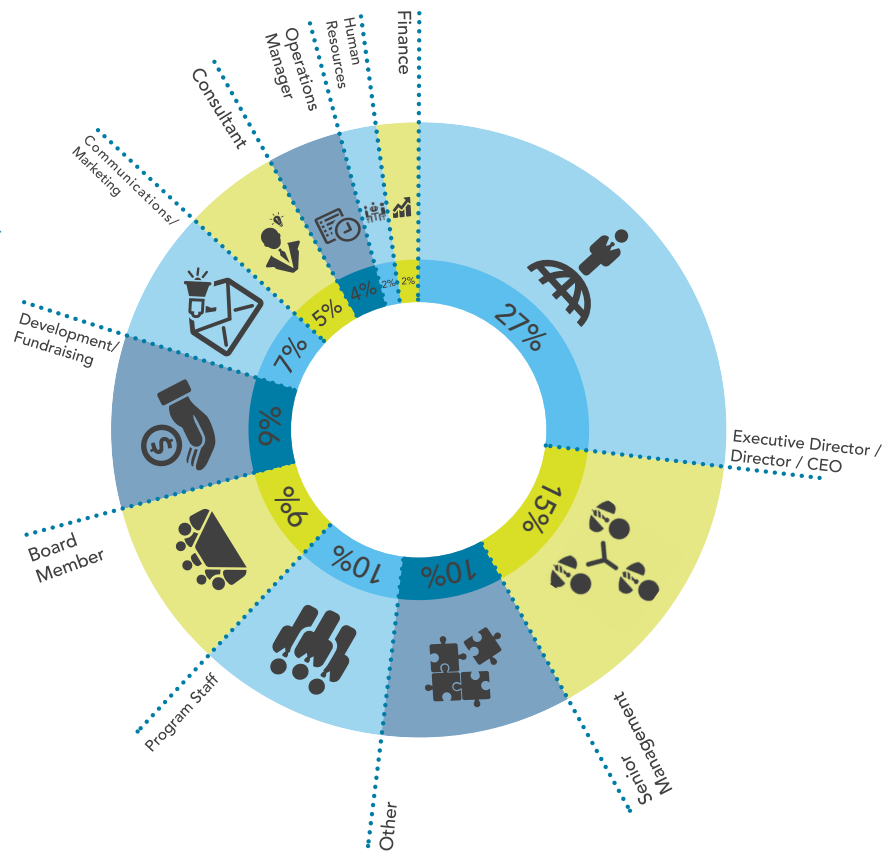 27%
Executive Director /
Director / CEO
15%
Senior
Management
10%
Other
10%
Program Staff
9%
Board
Member
9%
Development/
Fundraising
7%
Communications/
Marketing
5%
Consultant
4%
Operations
Manager
2%
Human
Resources
2%
Finance